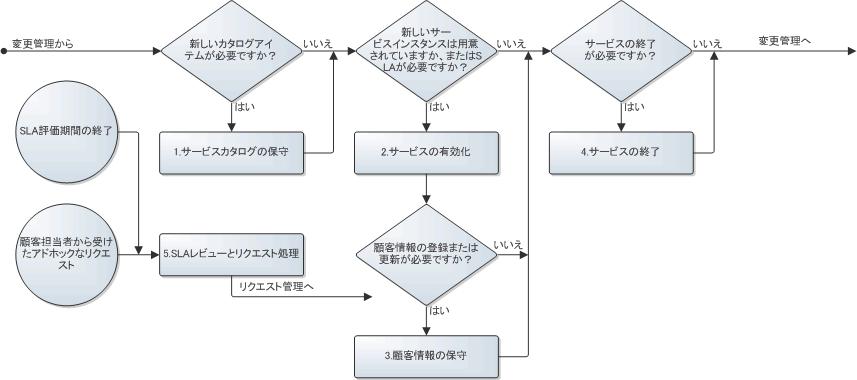 変更管理から
新しいカタログアイ
テムが必要ですか？
いいえ
新しいサー
ビスインスタンスは用意
されていますか、またはS
LAが必要ですか？
いいえ
サービスの終了
が必要ですか？
いいえ
変更管理へ
はい
はい
はい
SLA評価期間の終了
1.サービスカタログの保守
2.サービスの有効化
4.サービスの終了
顧客担当者から受け
たアドホックなリクエ
スト
5.SLAレビューとリクエスト処理
顧客情報の登録または
更新が必要ですか？
いいえ
リクエスト管理へ
はい
3.顧客情報の保守